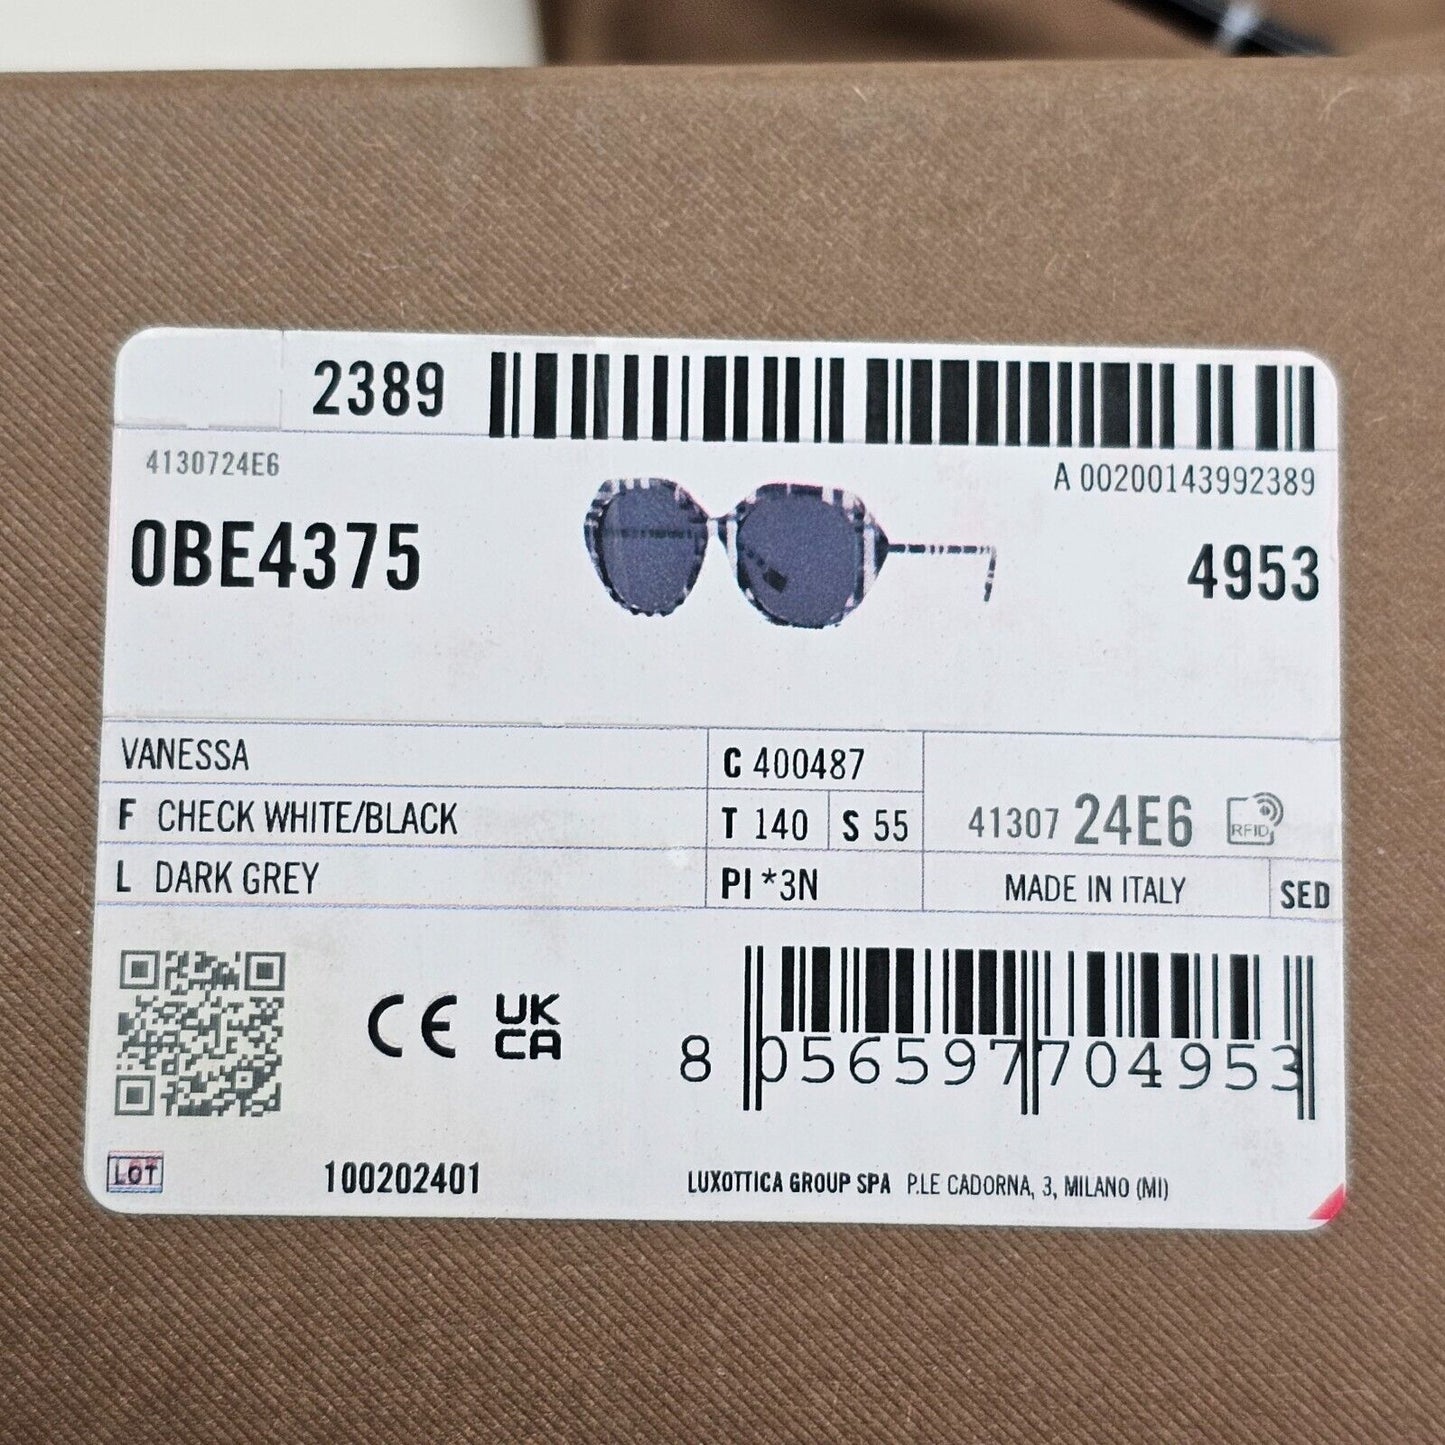 2389
4130724E6
A 00200143992389
0BE4375
4953
VANESSA
C 400487
F CHECK WHITE/BLACK
T 140
S 55
41307 24E6
RFID
L DARK GREY
PI *3N
MADE IN ITALY
SED
CE
UK
CA
8 056597 704953
LOT
100202401
LUXOTTICA GROUP SPA P.LE CADORNA, 3, MILANO (MI)